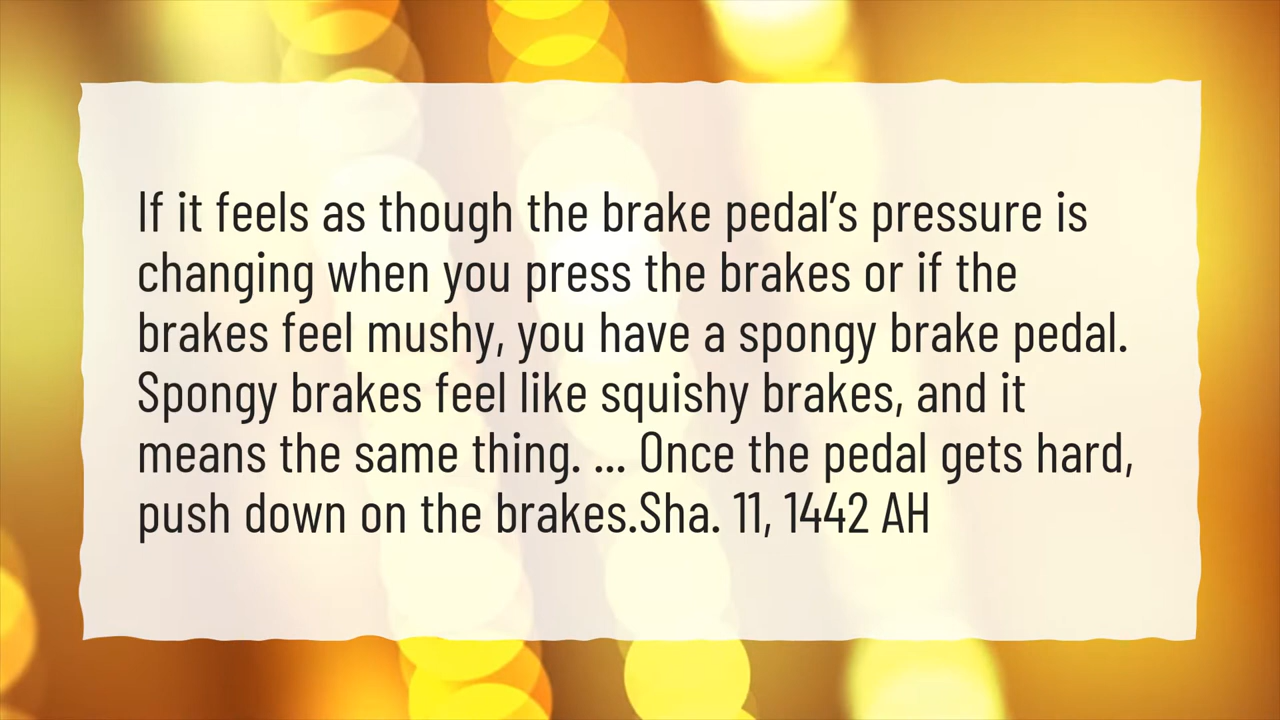 If it feels as though the brake pedal’s pressure is
changing when you press the brakes or if the
brakes feel mushy, you have a spongy brake pedal.
Spongy brakes feel like squishy brakes, and it
means the same thing. ... Once the pedal gets hard,
push down on the brakes.Sha. 11, 1442 AH